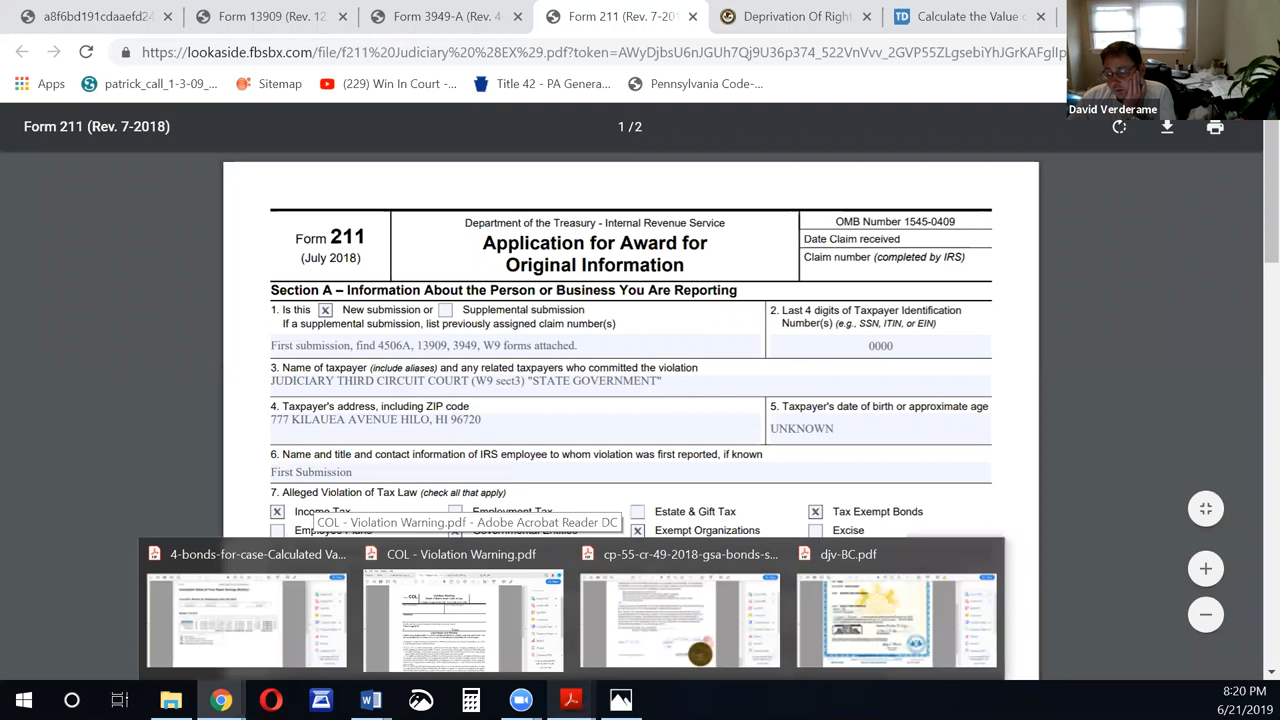 a8f6bd191cdaaefd24
Form 13909 (Rev. 12
Form 3949-A (Rev. 4
Form 211 (Rev. 7-201
Deprivation Of Righ
Calculate the Value o
https://lookaside.fbsbx.com/file/f211%20Judiciary%20%28EX%29.pdf?token=
Apps
patrick_call_1-3-09_...
Sitemap
(229) Win In Court -...
Title 42 - PA Genera...
Pennsylvania Code-...
David Verderame
Form 211 (Rev. 7-2018)
1 / 2
Form 211
(July 2018)
Department of the Treasury - Internal Revenue Service
Application for Award for
Original Information
OMB Number 1545-0409
Date Claim received
Claim number (completed by IRS)
Section A – Information About the Person or Business You Are Reporting
1. Is this X New submission or Supplemental submission
If a supplemental submission, list previously assigned claim number(s)
First submission, find 4506A, 13909, 3949, W9 forms attached.
2. Last 4 digits of Taxpayer Identification
Number(s) (e.g., SSN, ITIN, or EIN)
0000
3. Name of taxpayer (include aliases) and any related taxpayers who committed the violation
JUDICIARY THIRD CIRCUIT COURT (W9 sect3) "STATE GOVERNMENT"
4. Taxpayer's address, including ZIP code
777 KILAUEA AVENUE HILO, HI 96720
5. Taxpayer's date of birth or approximate age
UNKNOWN
6. Name and title and contact information of IRS employee to whom violation was first reported, if known
First Submission
7. Alleged Violation of Tax Law (check all that apply)
X Income Tax Employment Tax Estate & Gift Tax X Tax Exempt Bonds
COL - Violation Warning.pdf - Adobe Acrobat Reader DC
Employee Plans Governmental Entities X Exempt Organizations Excise
4-bonds-for-case-Calculated Va...
COL - Violation Warning.pdf
cp-55-cr-49-2018-gsa-bonds-s...
djv-BC.pdf
COL
8:20 PM
6/21/2019